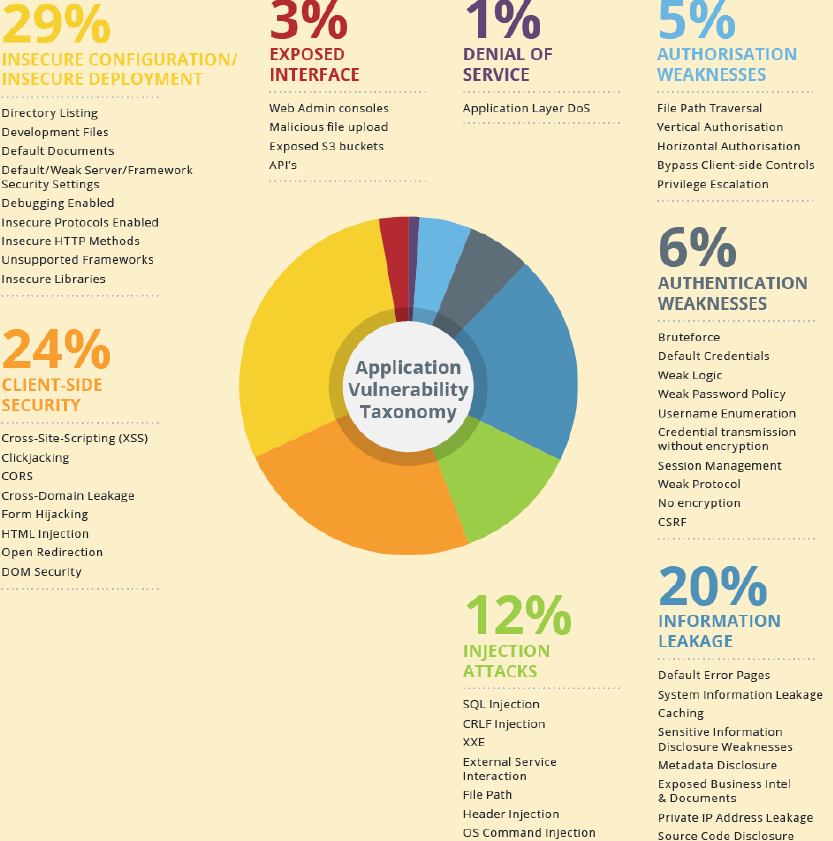 29%
INSECURE CONFIGURATION/
INSECURE DEPLOYMENT
Directory Listing
Development Files
Default Documents
Default/Weak Server/Framework
Security Settings
Debugging Enabled
Insecure Protocols Enabled
Insecure HTTP Methods
Unsupported Frameworks
Insecure Libraries
3%
EXPOSED
INTERFACE
Web Admin consoles
Malicious file upload
Exposed S3 buckets
API's
1%
DENIAL OF
SERVICE
Application Layer DoS
5%
AUTHORISATION
WEAKNESSES
File Path Traversal
Vertical Authorisation
Horizontal Authorisation
Bypass Client-side Controls
Privilege Escalation
24%
CLIENT-SIDE
SECURITY
Cross-Site-Scripting (XSS)
Clickjacking
CORS
Cross-Domain Leakage
Form Hijacking
HTML Injection
Open Redirection
DOM Security
Application
Vulnerability
Taxonomy
6%
AUTHENTICATION
WEAKNESSES
Bruteforce
Default Credentials
Weak Logic
Weak Password Policy
Username Enumeration
Credential transmission
without encryption
Session Management
Weak Protocol
No encryption
CSRF
12%
INJECTION
ATTACKS
SQL Injection
CRLF Injection
XXE
External Service
Interaction
File Path
Header Injection
OS Command Injection
20%
INFORMATION
LEAKAGE
Default Error Pages
System Information Leakage
Caching
Sensitive Information
Disclosure Weaknesses
Metadata Disclosure
Exposed Business Intel
& Documents
Private IP Address Leakage
Source Code Disclosure